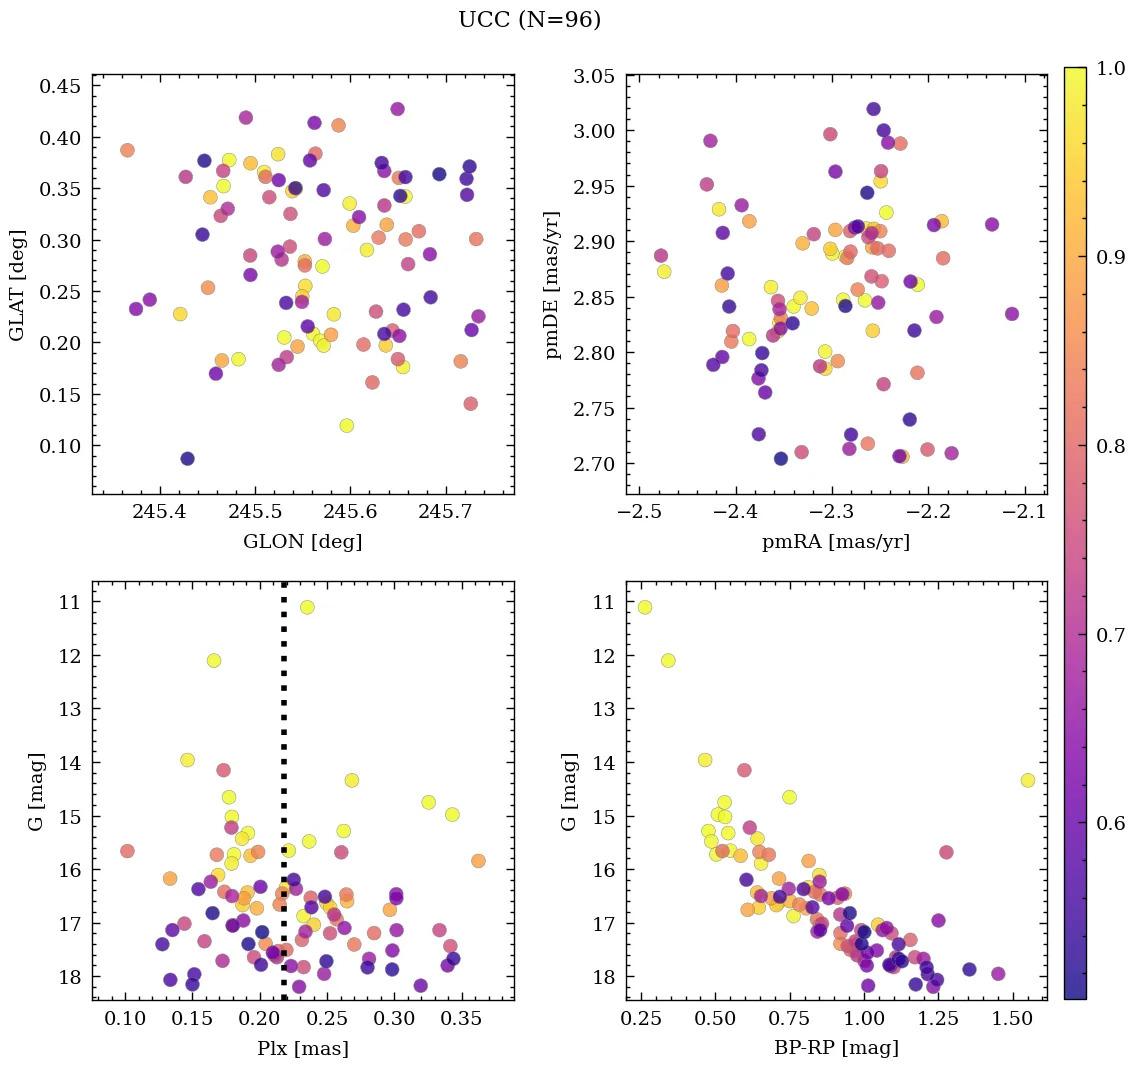 UCC (N=96)
0.45
0.40
0.35
0.30
0.25
0.20
0.15
0.10
GLAT [deg]
245.4 245.5 245.6 245.7
GLON [deg]
3.05
3.00
2.95
2.90
2.85
2.80
2.75
2.70
pmDE [mas/yr]
−2.5 −2.4 −2.3 −2.2 −2.1
pmRA [mas/yr]
1.0
0.9
0.8
0.7
0.6
11
12
13
14
15
16
17
18
G [mag]
0.10 0.15 0.20 0.25 0.30 0.35
Plx [mas]
11
12
13
14
15
16
17
18
G [mag]
0.25 0.50 0.75 1.00 1.25 1.50
BP-RP [mag]